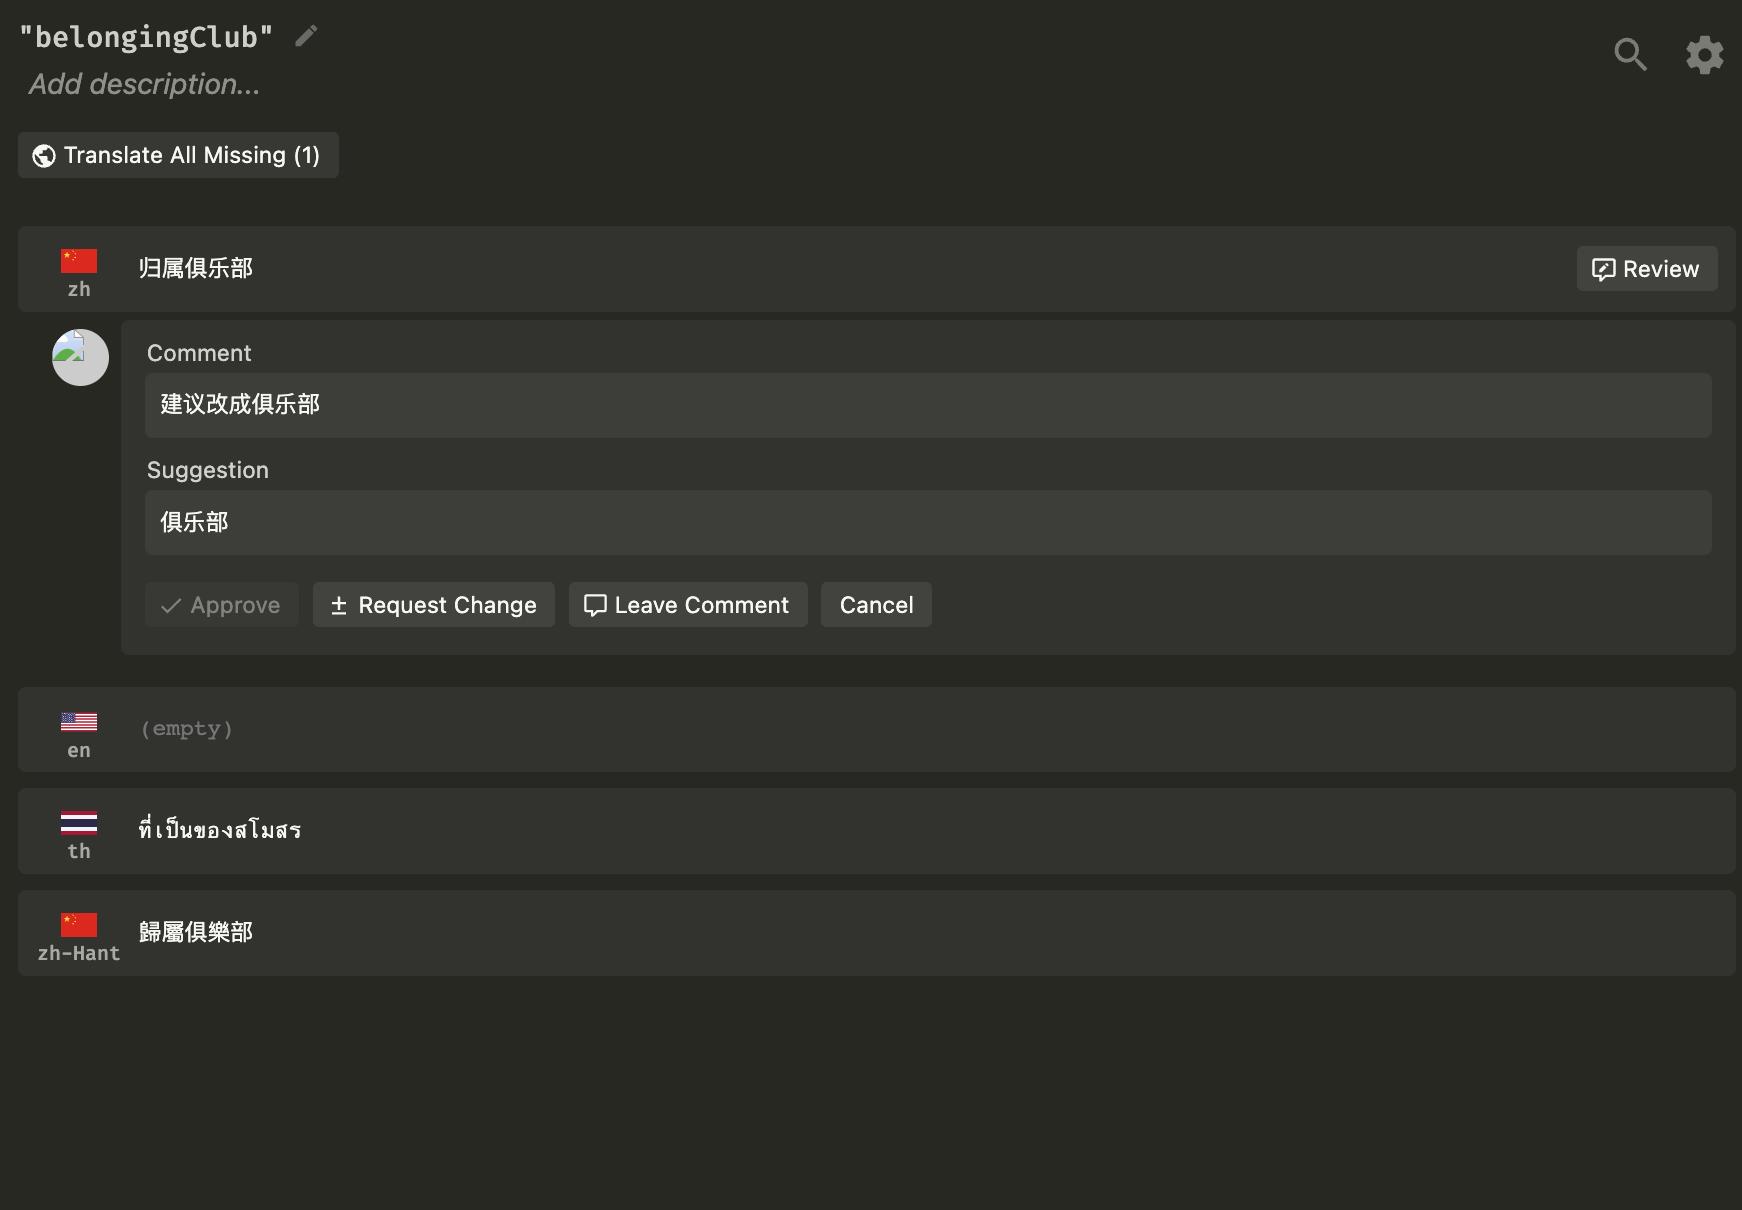 "belongingClub"
Add description...
Translate All Missing (1)
归属俱乐部
Review
zh
Comment
建议改成俱乐部
Suggestion
俱乐部
Approve
Request Change
Leave Comment
Cancel
(empty)
en
ที่เป็นของสโมสร
th
歸屬俱樂部
zh-Hant